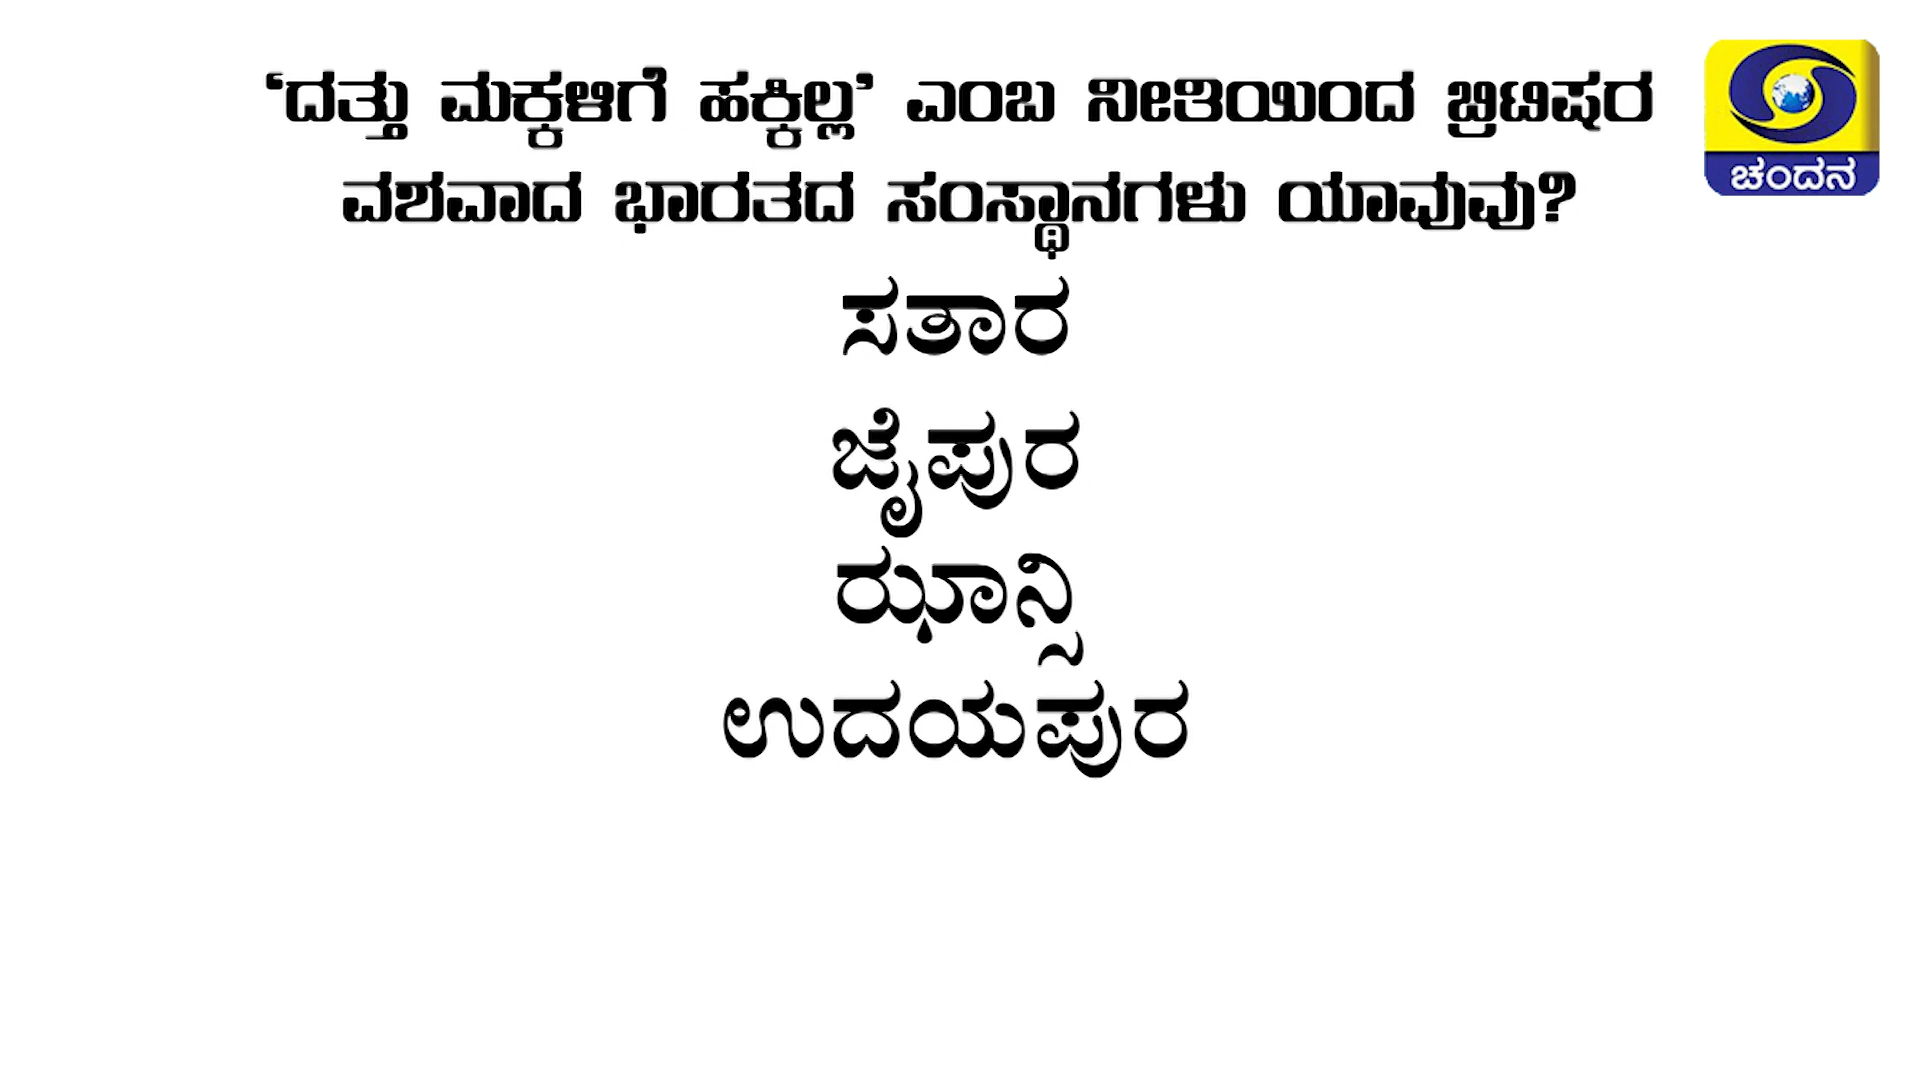 ‘ದತ್ತು ಮಕ್ಕಳಿಗೆ ಹಕ್ಕಿಲ್ಲ’ ಎಂಬ ನೀತಿಯಿಂದ ಬ್ರಿಟಿಷರ
ವಶವಾದ ಭಾರತದ ಸಂಸ್ಥಾನಗಳು ಯಾವುವು?
ಚಂದನ
ಸತಾರ
ಜೈಪುರ
ಝಾನ್ಸಿ
ಉದಯಪುರ